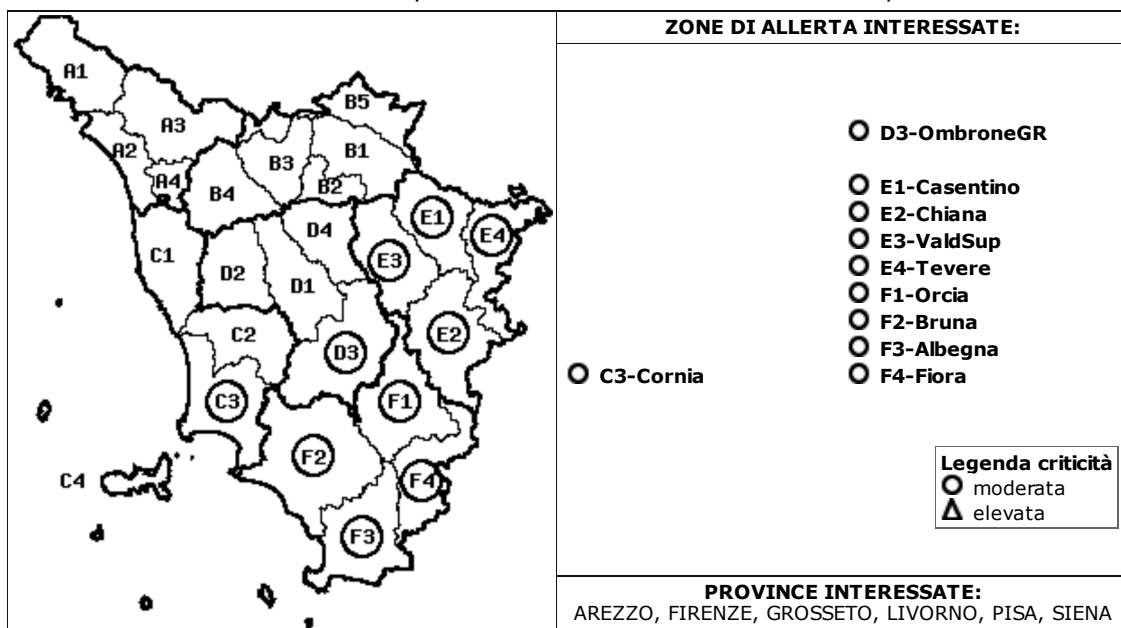 ZONE DI ALLERTA INTERESSATE:
A1
B5
A3
A2
B3
B1
A4
B4
B2
E1
E4
D4
C1
D2
E3
D1
C2
E2
D3
C3
F1
F2
C4
F4
F3
D3-OmbroneGR
E1-Casentino
E2-Chiana
E3-ValdSup
E4-Tevere
F1-Orcia
F2-Bruna
F3-Albegna
C3-Cornia
F4-Fiora
Legenda criticità
moderata
elevata
PROVINCE INTERESSATE:
AREZZO, FIRENZE, GROSSETO, LIVORNO, PISA, SIENA